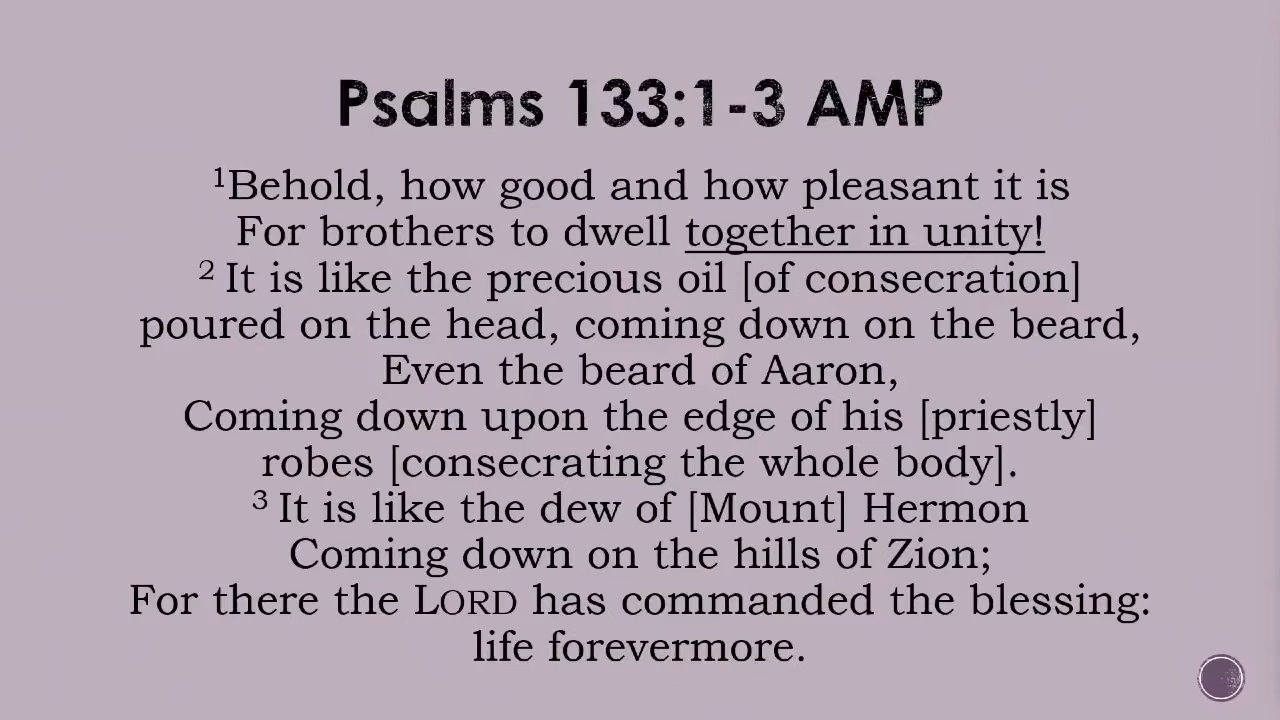 Psalms 133:1-3 AMP
¹Behold, how good and how pleasant it is
For brothers to dwell together in unity!
² It is like the precious oil [of consecration]
poured on the head, coming down on the beard,
Even the beard of Aaron,
Coming down upon the edge of his [priestly]
robes [consecrating the whole body].
³ It is like the dew of [Mount] Hermon
Coming down on the hills of Zion;
For there the LORD has commanded the blessing:
life forevermore.